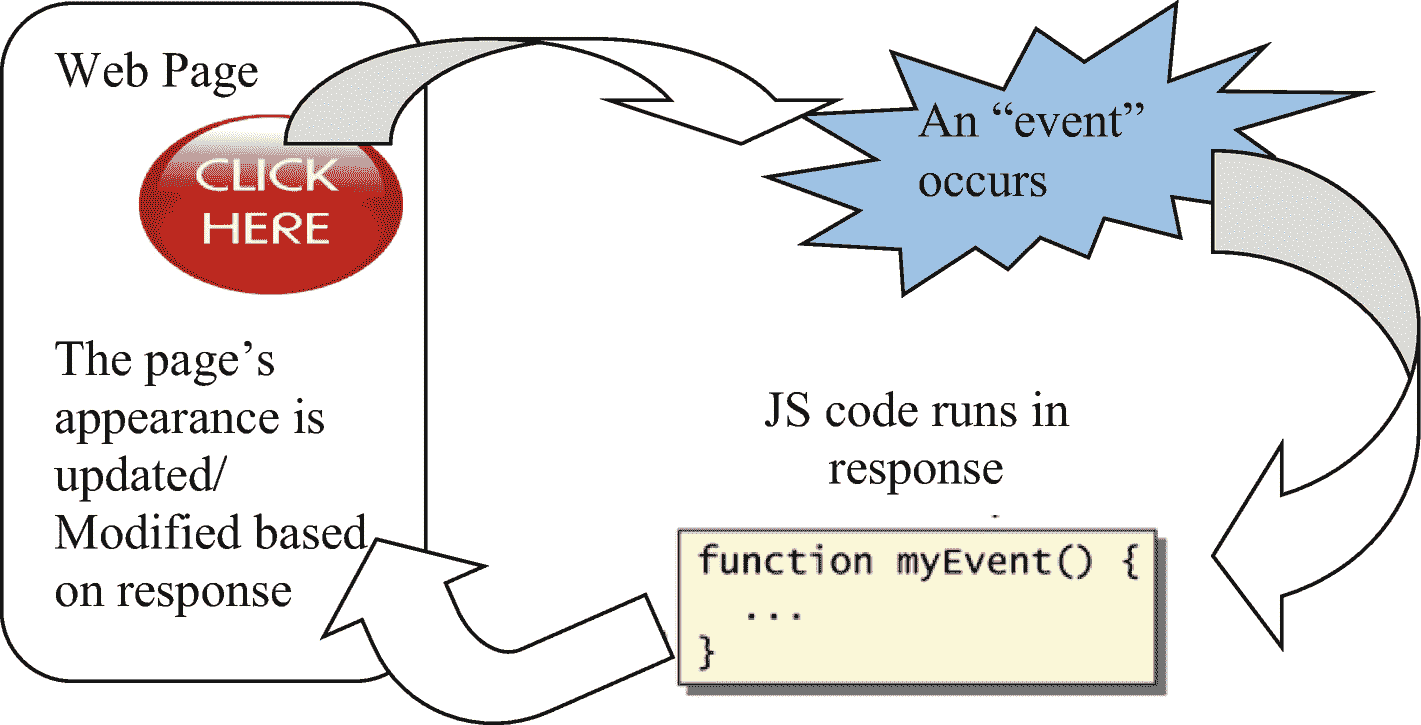 Web Page
CLICK
HERE
The page’s
appearance is
updated/
Modified based
on response
An “event”
occurs
JS code runs in
response
function myEvent() {
...
}